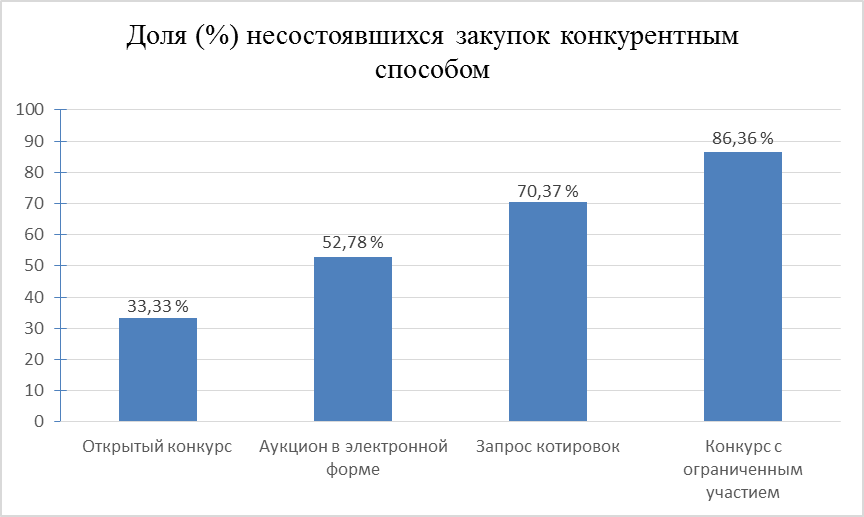 Доля (%) несостоявшихся закупок конкурентным
способом
100
90
80
70
60
50
40
30
20
10
0
33,33 %
52,78 %
70,37 %
86,36 %
Открытый конкурс
Аукцион в электронной
форме
Запрос котировок
Конкурс с
ограниченным
участием